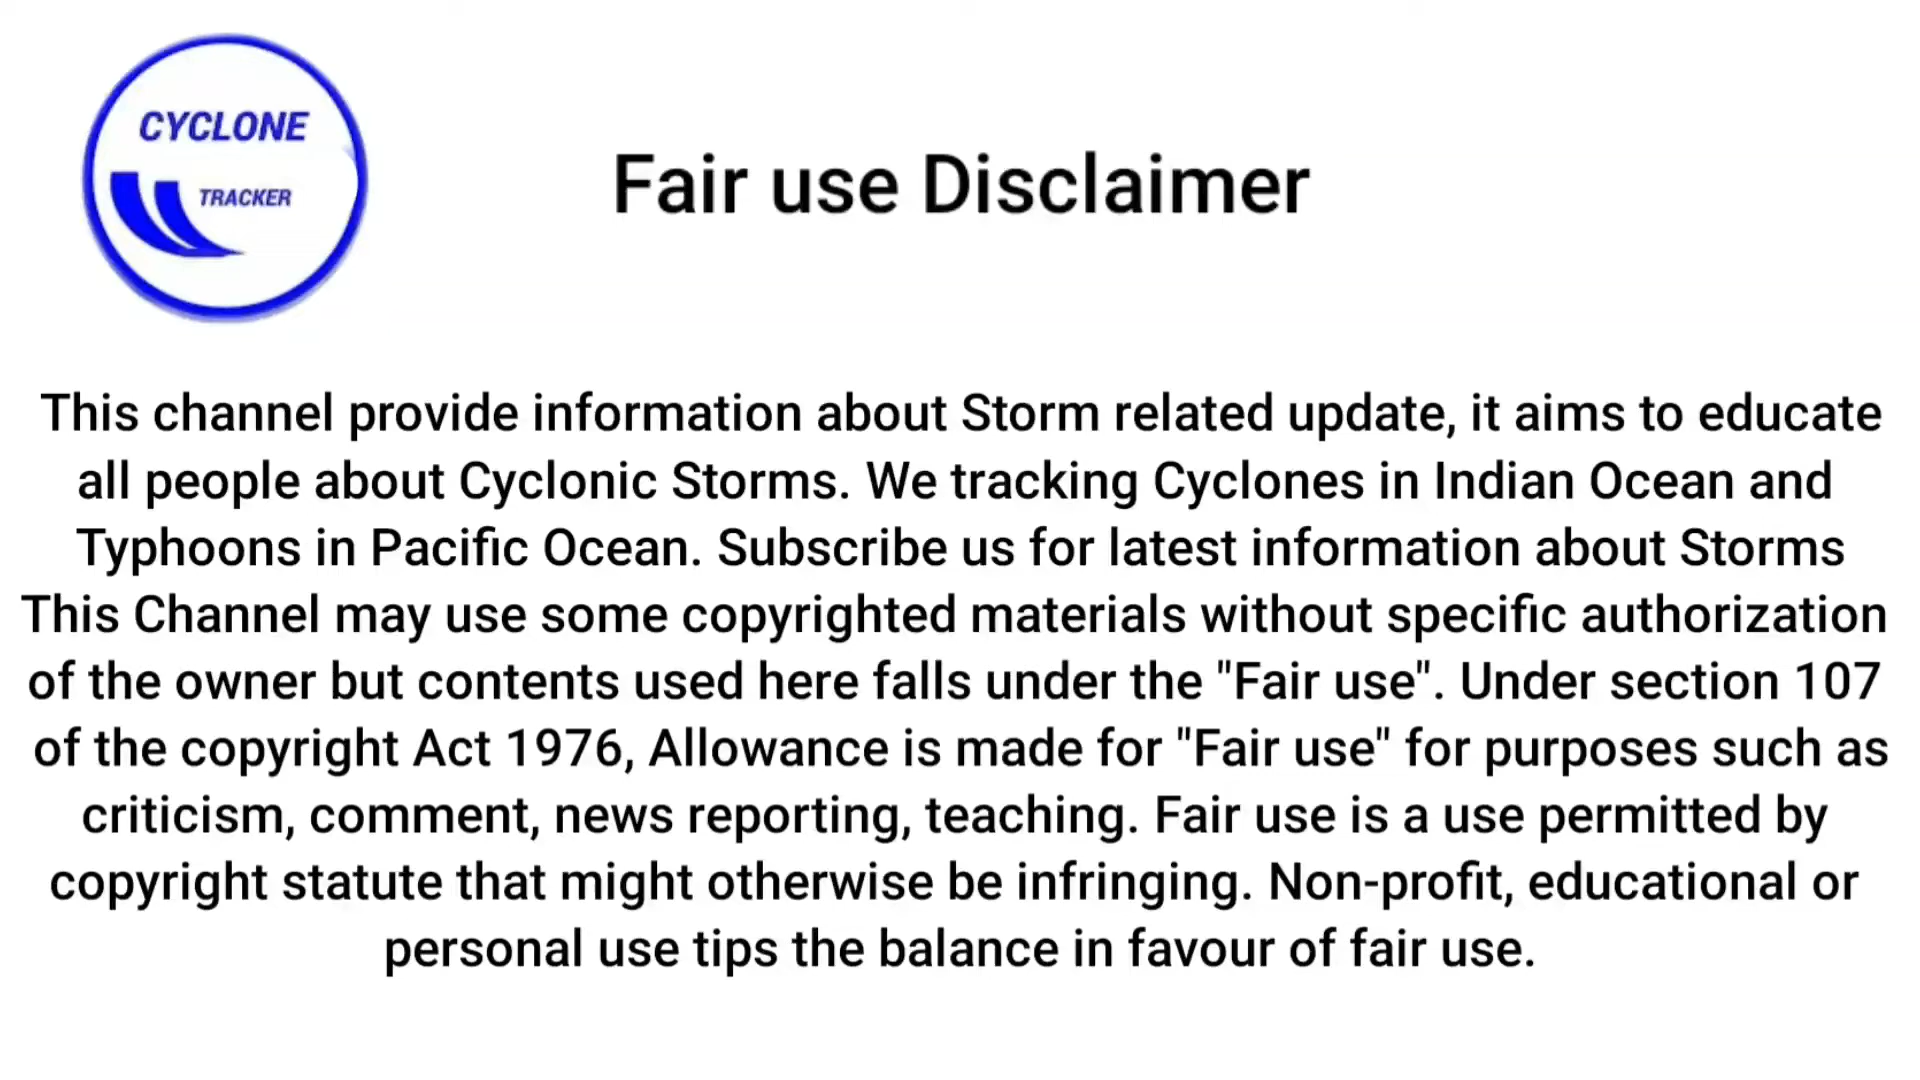 CYCLONE
TRACKER
Fair use Disclaimer
This channel provide information about Storm related update, it aims to educate
all people about Cyclonic Storms. We tracking Cyclones in Indian Ocean and
Typhoons in Pacific Ocean. Subscribe us for latest information about Storms
This Channel may use some copyrighted materials without specific authorization
of the owner but contents used here falls under the "Fair use". Under section 107
of the copyright Act 1976, Allowance is made for "Fair use" for purposes such as
criticism, comment, news reporting, teaching. Fair use is a use permitted by
copyright statute that might otherwise be infringing. Non-profit, educational or
personal use tips the balance in favour of fair use.